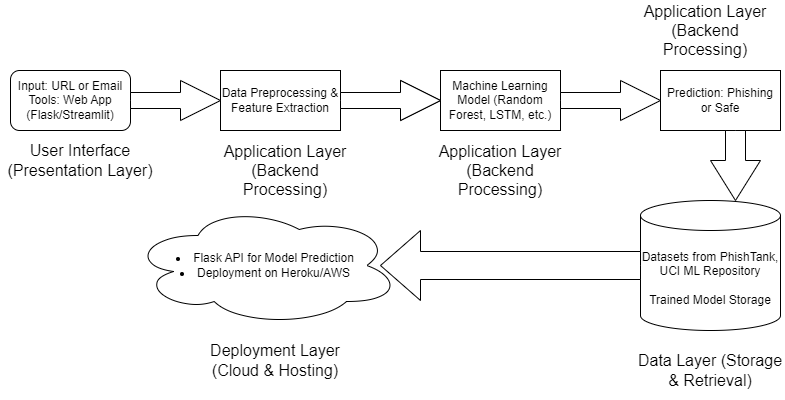 Application Layer
(Backend
Processing)
Input: URL or Email
Tools: Web App
(Flask/Streamlit)
Data Preprocessing &
Feature Extraction
Machine Learning
Model (Random
Forest, LSTM, etc.)
Prediction: Phishing
or Safe
User Interface
(Presentation Layer)
Application Layer
(Backend
Processing)
Application Layer
(Backend
Processing)
• Flask API for Model Prediction
• Deployment on Heroku/AWS
Datasets from PhishTank,
UCI ML Repository
Trained Model Storage
Deployment Layer
(Cloud & Hosting)
Data Layer (Storage
& Retrieval)